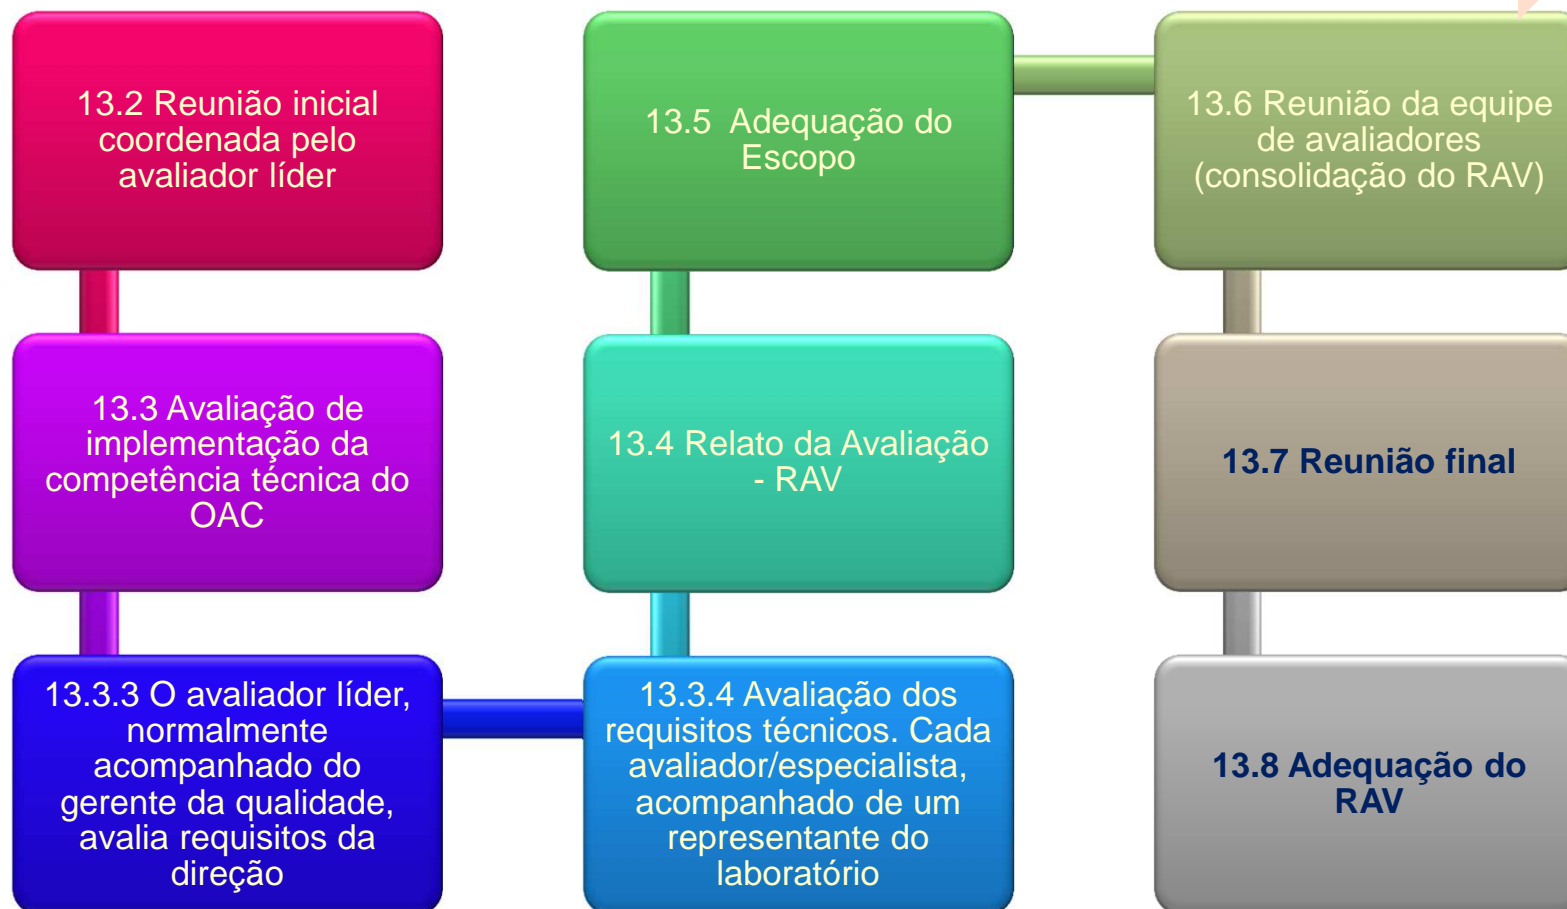 13.2 Reunião inicial
coordenada pelo
avaliador líder
13.3 Avaliação de
implementação da
competência técnica do
OAC
13.3.3 O avaliador líder,
normalmente
acompanhado do
gerente da qualidade,
avalia requisitos da
direção
13.3.4 Avaliação dos
requisitos técnicos. Cada
avaliador/especialista,
acompanhado de um
representante do
laboratório
13.4 Relato da Avaliação
- RAV
13.5 Adequação do
Escopo
13.6 Reunião da equipe
de avaliadores
(consolidação do RAV)
13.7 Reunião final
13.8 Adequação do
RAV